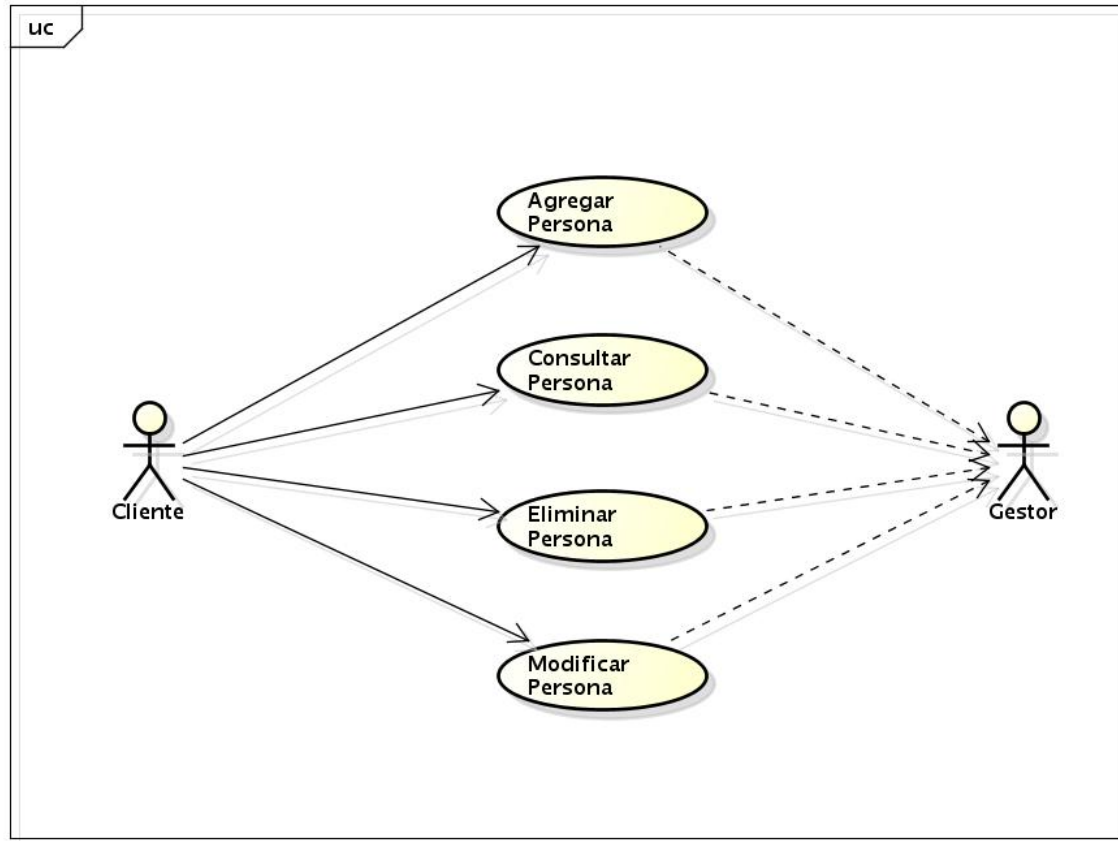 uc
Agregar
Persona
Consultar
Persona
Cliente
Gestor
Eliminar
Persona
Modificar
Persona